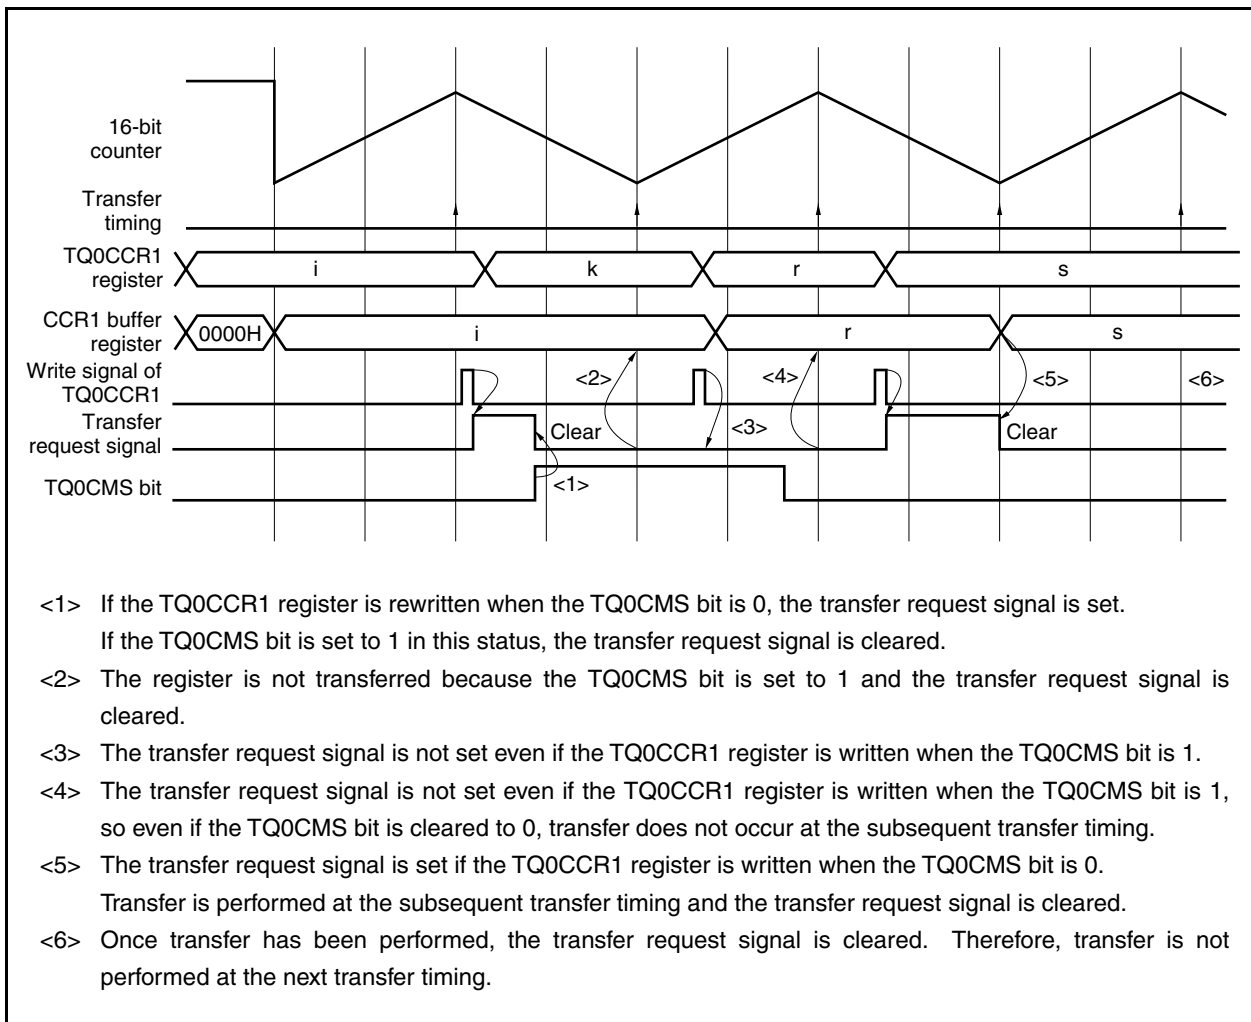 16-bit
counter
Transfer
timing
TQ0CCR1
register
i
k
r
s
CCR1 buffer
register
0000H
i
r
s
Write signal of
TQ0CCR1
<2>
<4>
<5>
<6>
Transfer
request signal
Clear
<3>
Clear
TQ0CMS bit
<1>
<1> If the TQ0CCR1 register is rewritten when the TQ0CMS bit is 0, the transfer request signal is set.
If the TQ0CMS bit is set to 1 in this status, the transfer request signal is cleared.
<2> The register is not transferred because the TQ0CMS bit is set to 1 and the transfer request signal is
cleared.
<3> The transfer request signal is not set even if the TQ0CCR1 register is written when the TQ0CMS bit is 1.
<4> The transfer request signal is not set even if the TQ0CCR1 register is written when the TQ0CMS bit is 1,
so even if the TQ0CMS bit is cleared to 0, transfer does not occur at the subsequent transfer timing.
<5> The transfer request signal is set if the TQ0CCR1 register is written when the TQ0CMS bit is 0.
Transfer is performed at the subsequent transfer timing and the transfer request signal is cleared.
<6> Once transfer has been performed, the transfer request signal is cleared. Therefore, transfer is not
performed at the next transfer timing.